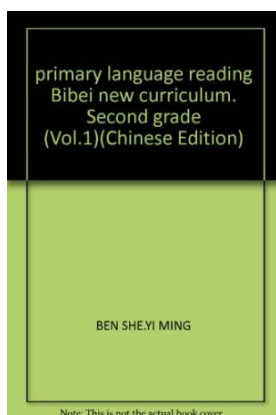 primary language reading
Bibei new curriculum.
Second grade
(Vol.1)(Chinese Edition)
BEN SHE.YI MING
Note: This is not the actual book cover